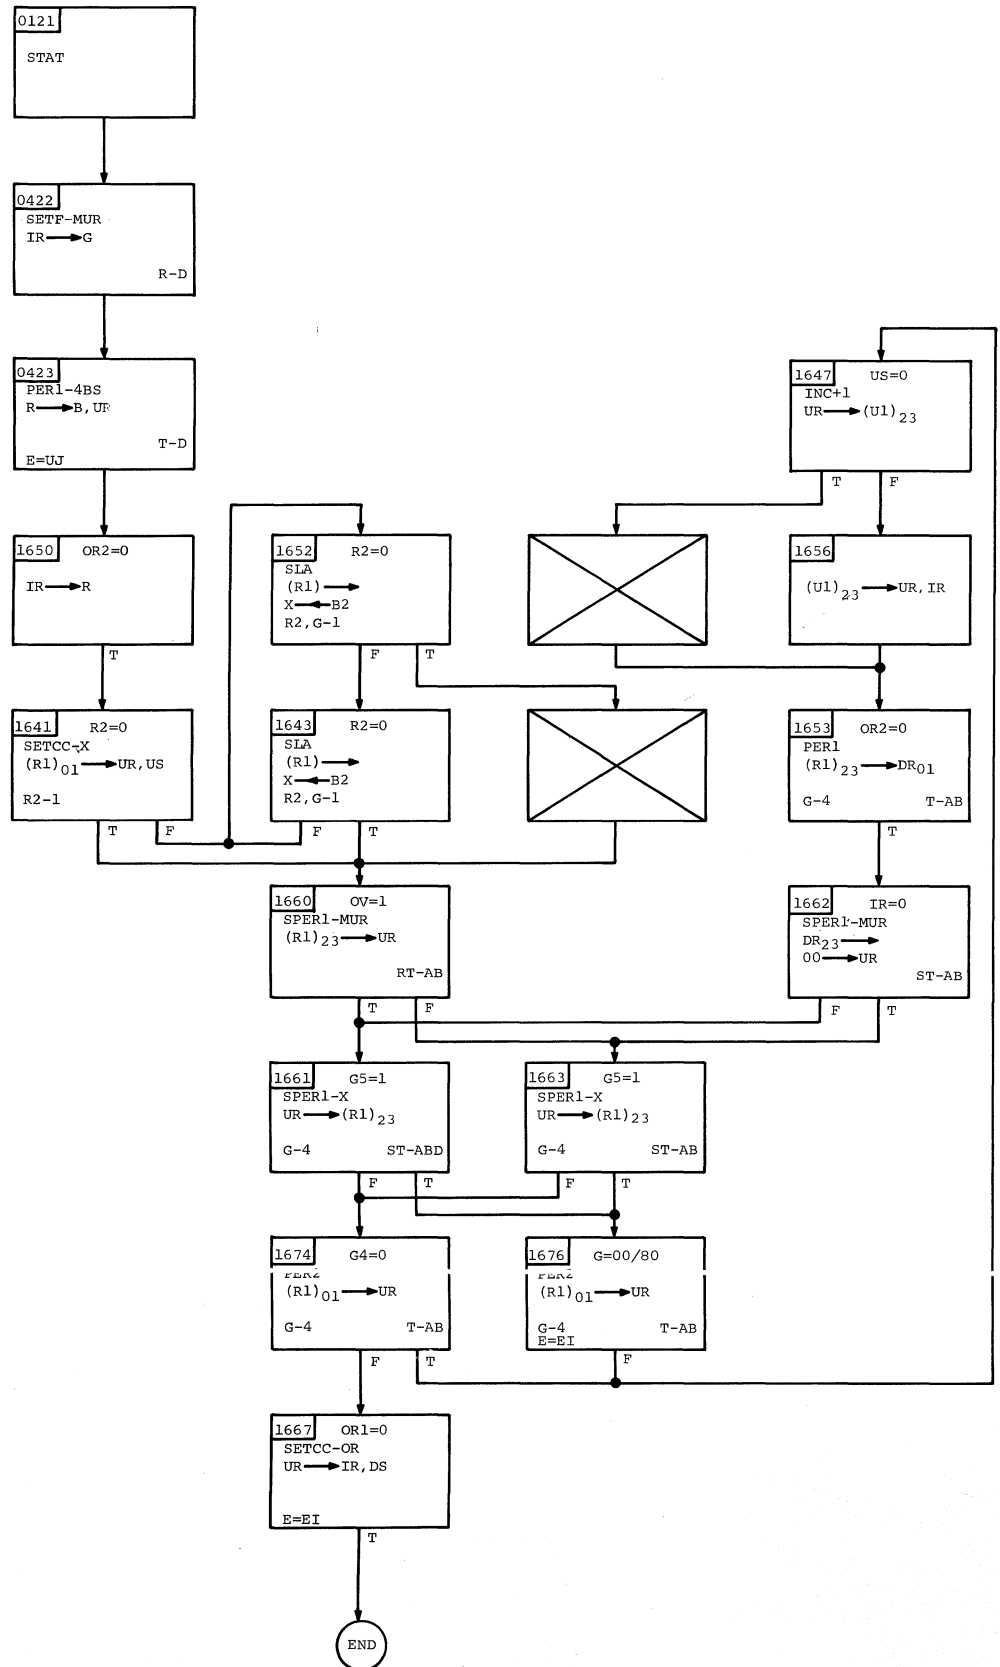 0121
STAT
0422
SETF-MUR
IR→G
R-D
0423
PER1-4BS
R→B,UR
T-D
E=UJ
1647 US=0
INC+1
UR→(U1)23
T F
1650 OR2=0
IR→R
T
1652 R2=0
SLA
(R1)→
X←B2
R2,G-1
F T
1656
(U1)23→UR,IR
1641 R2=0
SETCC-X
(R1)01→UR,US
R2-1
T F
1643 R2=0
SLA
(R1)→
X←B2
R2,G-1
F T
1653 OR2=0
PER1
(R1)23→DR01
G-4 T-AB
T
1660 OV=1
SPER1-MUR
(R1)23→UR
RT-AB
T F
1662 IR=0
SPER1-MUR
DR23→
00→UR
ST-AB
F T
1661 G5=1
SPER1-X
UR→(R1)23
G-4 ST-ABD
F T
1663 G5=1
SPER1-X
UR→(R1)23
G-4 ST-AB
F T
1674 G4=0
PER2
(R1)01→UR
G-4 T-AB
F T
1676 G=00/80
PER2
(R1)01→UR
G-4 T-AB
E=EI
F
1667 OR1=0
SETCC-OR
UR→IR,DS
E=EI
T
END